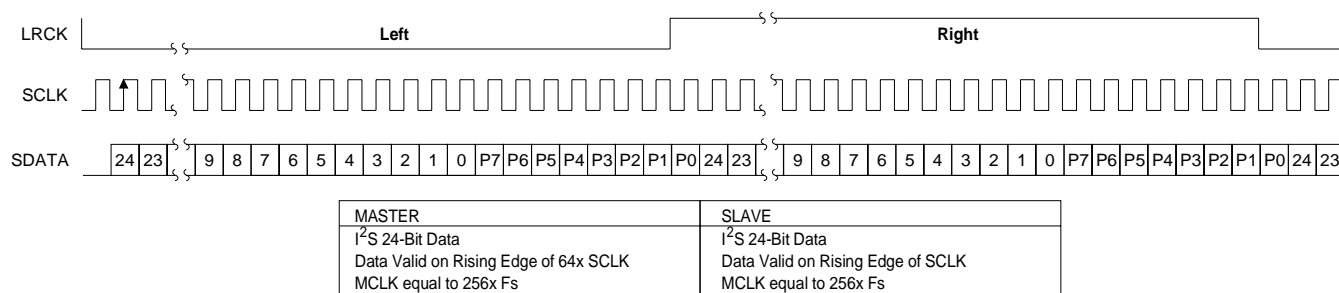 LRCK Left Right
SCLK
SDATA 24 23 9 8 7 6 5 4 3 2 1 0 P7 P6 P5 P4 P3 P2 P1 P0 24 23 9 8 7 6 5 4 3 2 1 0 P7 P6 P5 P4 P3 P2 P1 P0 24 23
MASTER SLAVE
I²S 24-Bit Data I²S 24-Bit Data
Data Valid on Rising Edge of 64x SCLK Data Valid on Rising Edge of SCLK
MCLK equal to 256x Fs MCLK equal to 256x Fs